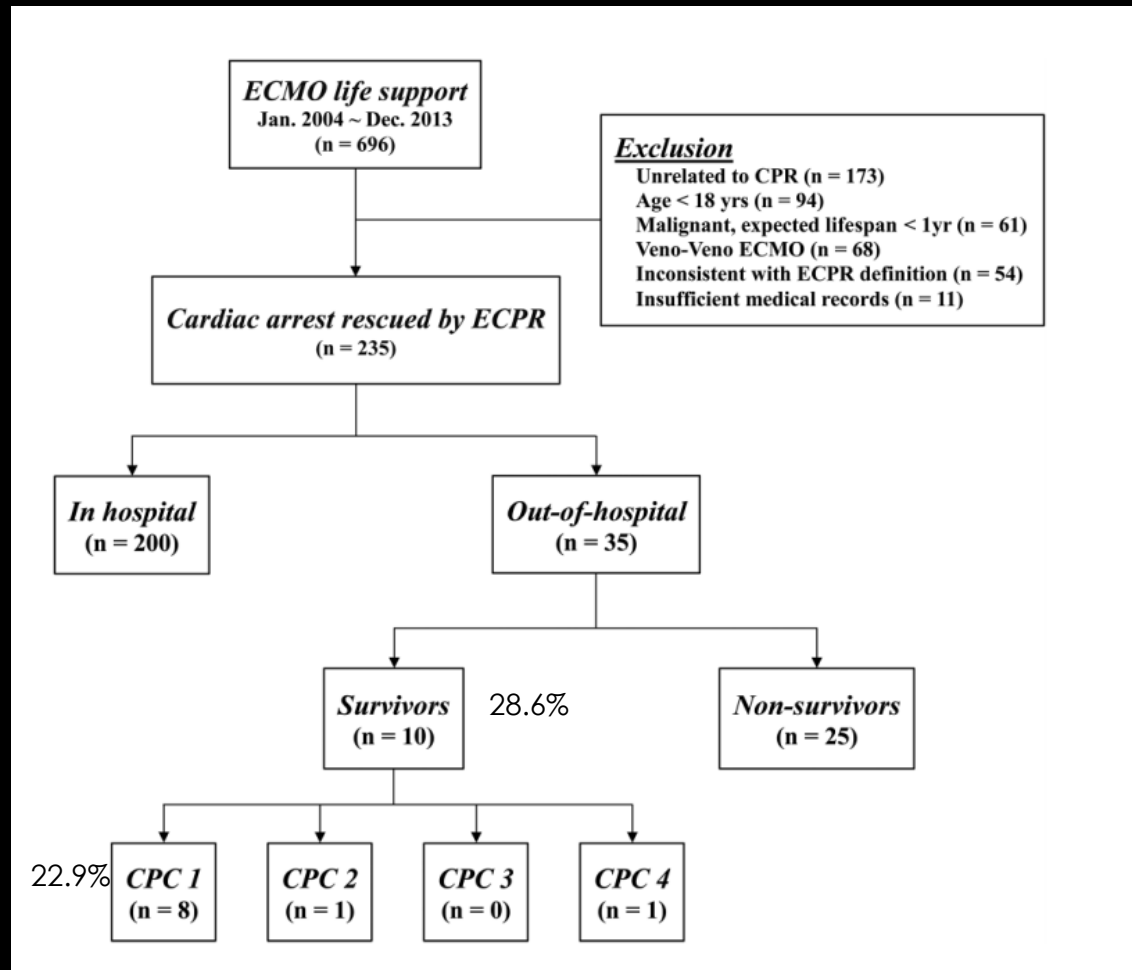 ECMO life support
Jan. 2004 ~ Dec. 2013
(n = 696)
Exclusion
Unrelated to CPR (n = 173)
Age < 18 yrs (n = 94)
Malignant, expected lifespan < 1yr (n = 61)
Veno-Veno ECMO (n = 68)
Inconsistent with ECPR definition (n = 54)
Insufficient medical records (n = 11)
Cardiac arrest rescued by ECPR
(n = 235)
In hospital
(n = 200)
Out-of-hospital
(n = 35)
Survivors
(n = 10)
28.6%
Non-survivors
(n = 25)
22.9%
CPC 1
(n = 8)
CPC 2
(n = 1)
CPC 3
(n = 0)
CPC 4
(n = 1)